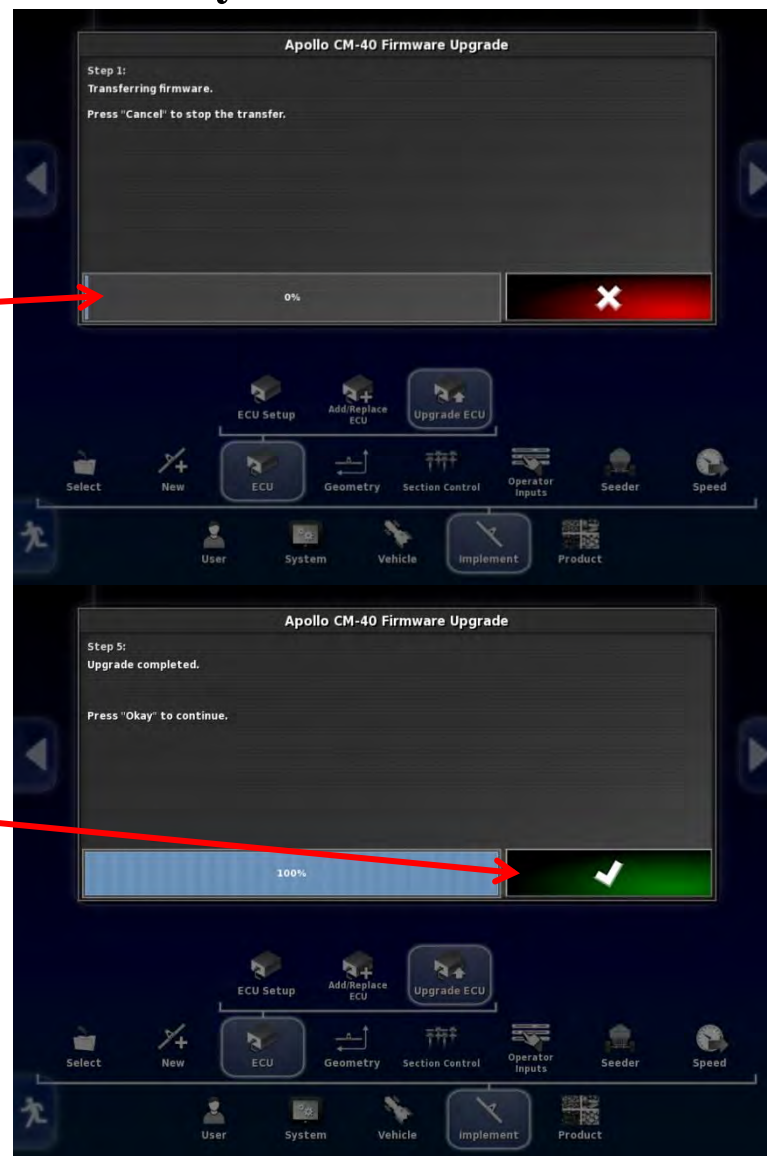 Apollo CM-40 Firmware Upgrade
Step 1:
Transferring firmware.
Press "Cancel" to stop the transfer.
0%
ECU Setup
Add/Replace
ECU
Upgrade ECU
Select
New
ECU
Geometry
Section Control
Operator
Inputs
Seeder
Speed
User
System
Vehicle
Implement
Product
Apollo CM-40 Firmware Upgrade
Step 5:
Upgrade completed.
Press "Okay" to continue.
100%
ECU Setup
Add/Replace
ECU
Upgrade ECU
Select
New
ECU
Geometry
Section Control
Operator
Inputs
Seeder
Speed
User
System
Vehicle
Implement
Product